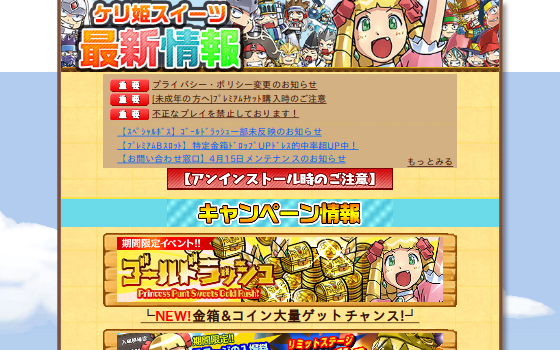 ケリ姫スイーツ
最新情報
重要 プライバシー・ポリシー変更のお知らせ
重要 [未成年の方へ]ﾌﾟﾚﾐｱﾑﾁｹｯﾄ購入時のご注意
重要 不正なプレイを禁止しております！
【ｽﾍﾟｼｬﾙﾎﾞｽ】ｺﾞｰﾙﾄﾞﾗｯｼｭ一部未反映のお知らせ
【ﾌﾟﾚﾐｱﾑBｽﾛｯﾄ】特定金箱ﾄﾞﾛｯﾌﾟUPﾄﾞﾚｽ的中率超UP中！
【お問い合わせ窓口】4月15日メンテナンスのお知らせ
もっとみる
【アンインストール時のご注意】
キャンペーン情報
期間限定イベント!!
ゴールドラッシュ
Princess Punt Sweets Gold Rush!
┗NEW!金箱&コイン大量ゲットチャンス!┛
期間限定!!
リミットステージ